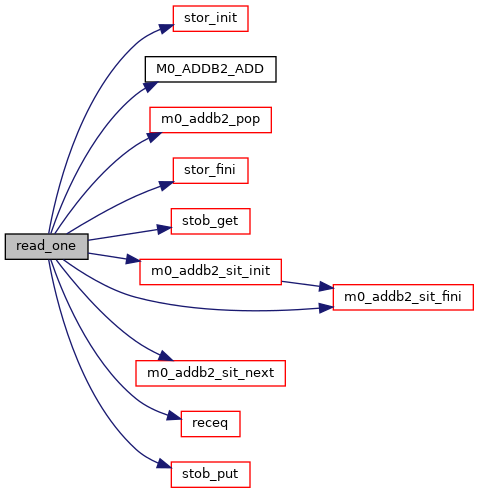 stor_init
M0_ADDB2_ADD
m0_addb2_pop
stor_fini
stob_get
read_one
m0_addb2_sit_init
m0_addb2_sit_fini
m0_addb2_sit_next
receq
stob_put